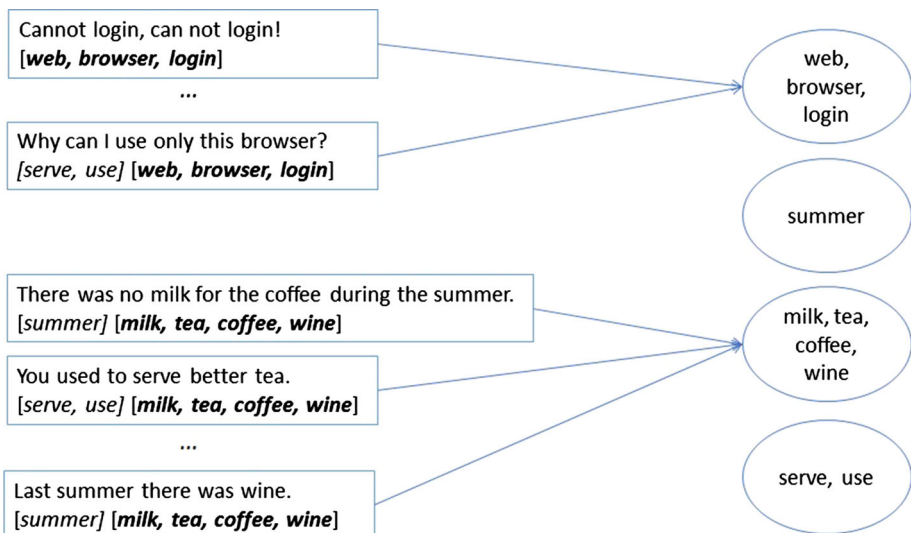 Cannot login, can not login!
[web, browser, login]
...
Why can I use only this browser?
[serve, use] [web, browser, login]
There was no milk for the coffee during the summer.
[summer] [milk, tea, coffee, wine]
You used to serve better tea.
[serve, use] [milk, tea, coffee, wine]
...
Last summer there was wine.
[summer] [milk, tea, coffee, wine]
web,
browser,
login
summer
milk, tea,
coffee,
wine
serve, use